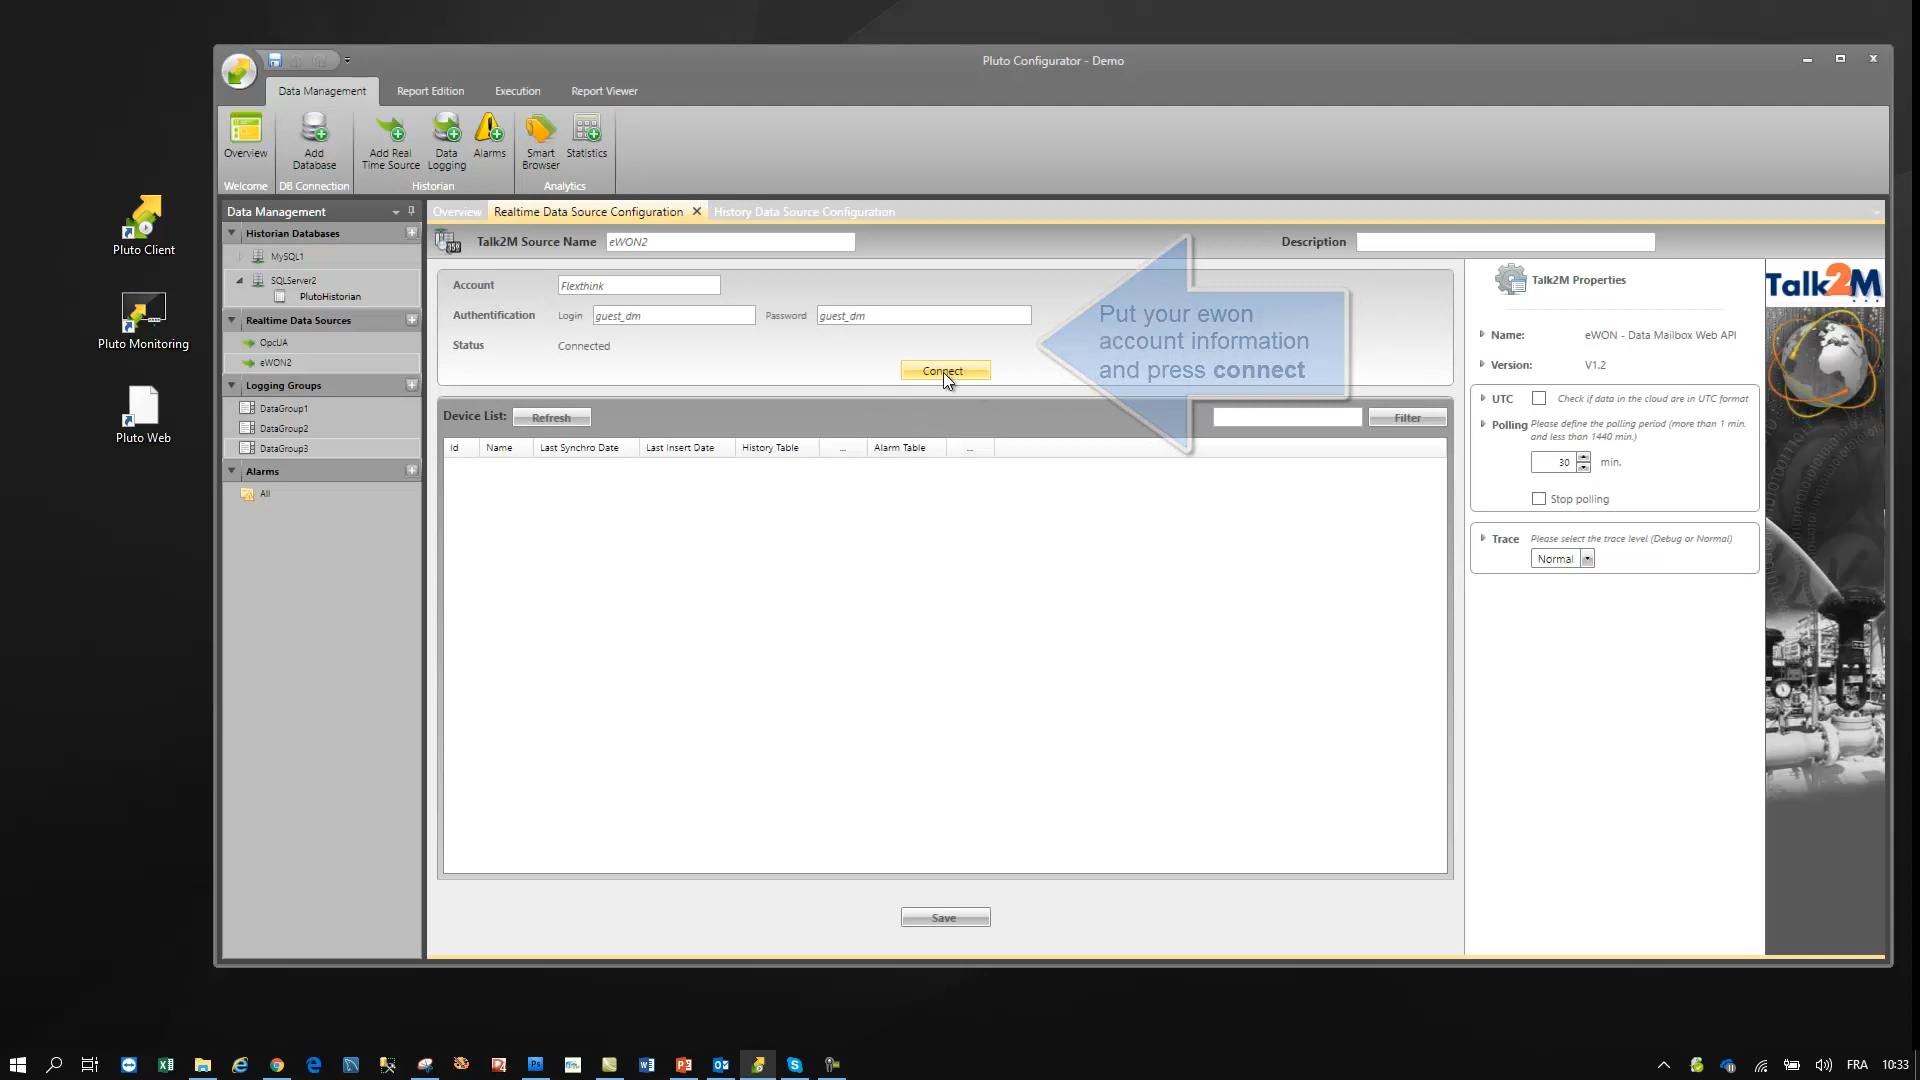 Pluto Configurator - Demo
Data Management
Report Edition
Execution
Report Viewer
Overview
Add
Database
Add Real
Time Source
Data
Logging
Alarms
Smart
Browser
Statistics
Welcome
DB Connection
Historian
Analytics
Pluto Client
Pluto Monitoring
Pluto Web
Data Management
Historian Databases
MySQL1
SQLServer2
PlutoHistorian
Realtime Data Sources
OpcUA
eWON2
Logging Groups
DataGroup1
DataGroup2
DataGroup3
Alarms
All
Overview
Realtime Data Source Configuration
History Data Source Configuration
Talk2M Source Name
eWON2
Description
Account
Flexthink
Authentification
Login
guest_dm
Password
guest_dm
Status
Connected
Connect
Put your ewon
account information
and press connect
Device List:
Refresh
Filter
Id
Name
Last Synchro Date
Last Insert Date
History Table
...
Alarm Table
...
Save
Talk2M Properties
Name:
eWON - Data Mailbox Web API
Version:
V1.2
UTC
Check if data in the cloud are in UTC format
Polling
Please define the polling period (more than 1 min.
and less than 1440 min.)
30
min.
Stop polling
Trace
Please select the trace level (Debug or Normal)
Normal
Talk2M
FRA
10:33